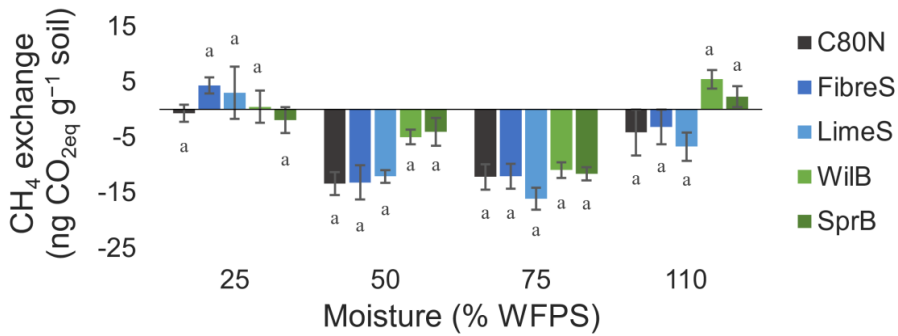 15
5
-5
-15
-25
CH₄ exchange
(ng CO₂eq g⁻¹ soil)
a a a a a
a a a a a
a a a a a
a a a a a
25 50 75 110
Moisture (% WFPS)
C80N
FibreS
LimeS
WilB
SprB